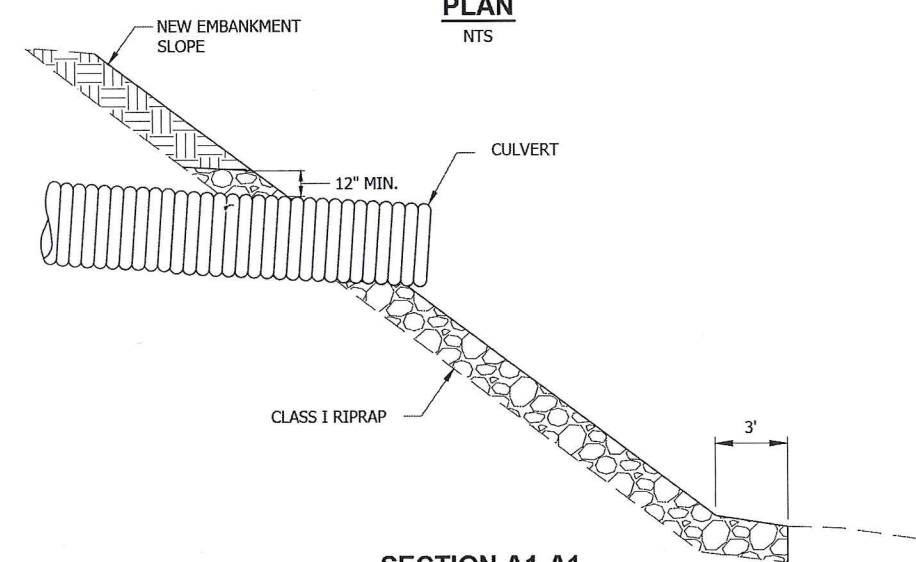 PLAN
NTS
NEW EMBANKMENT
SLOPE
CULVERT
12" MIN.
CLASS I RIPRAP
3'
SECTION A1-A1